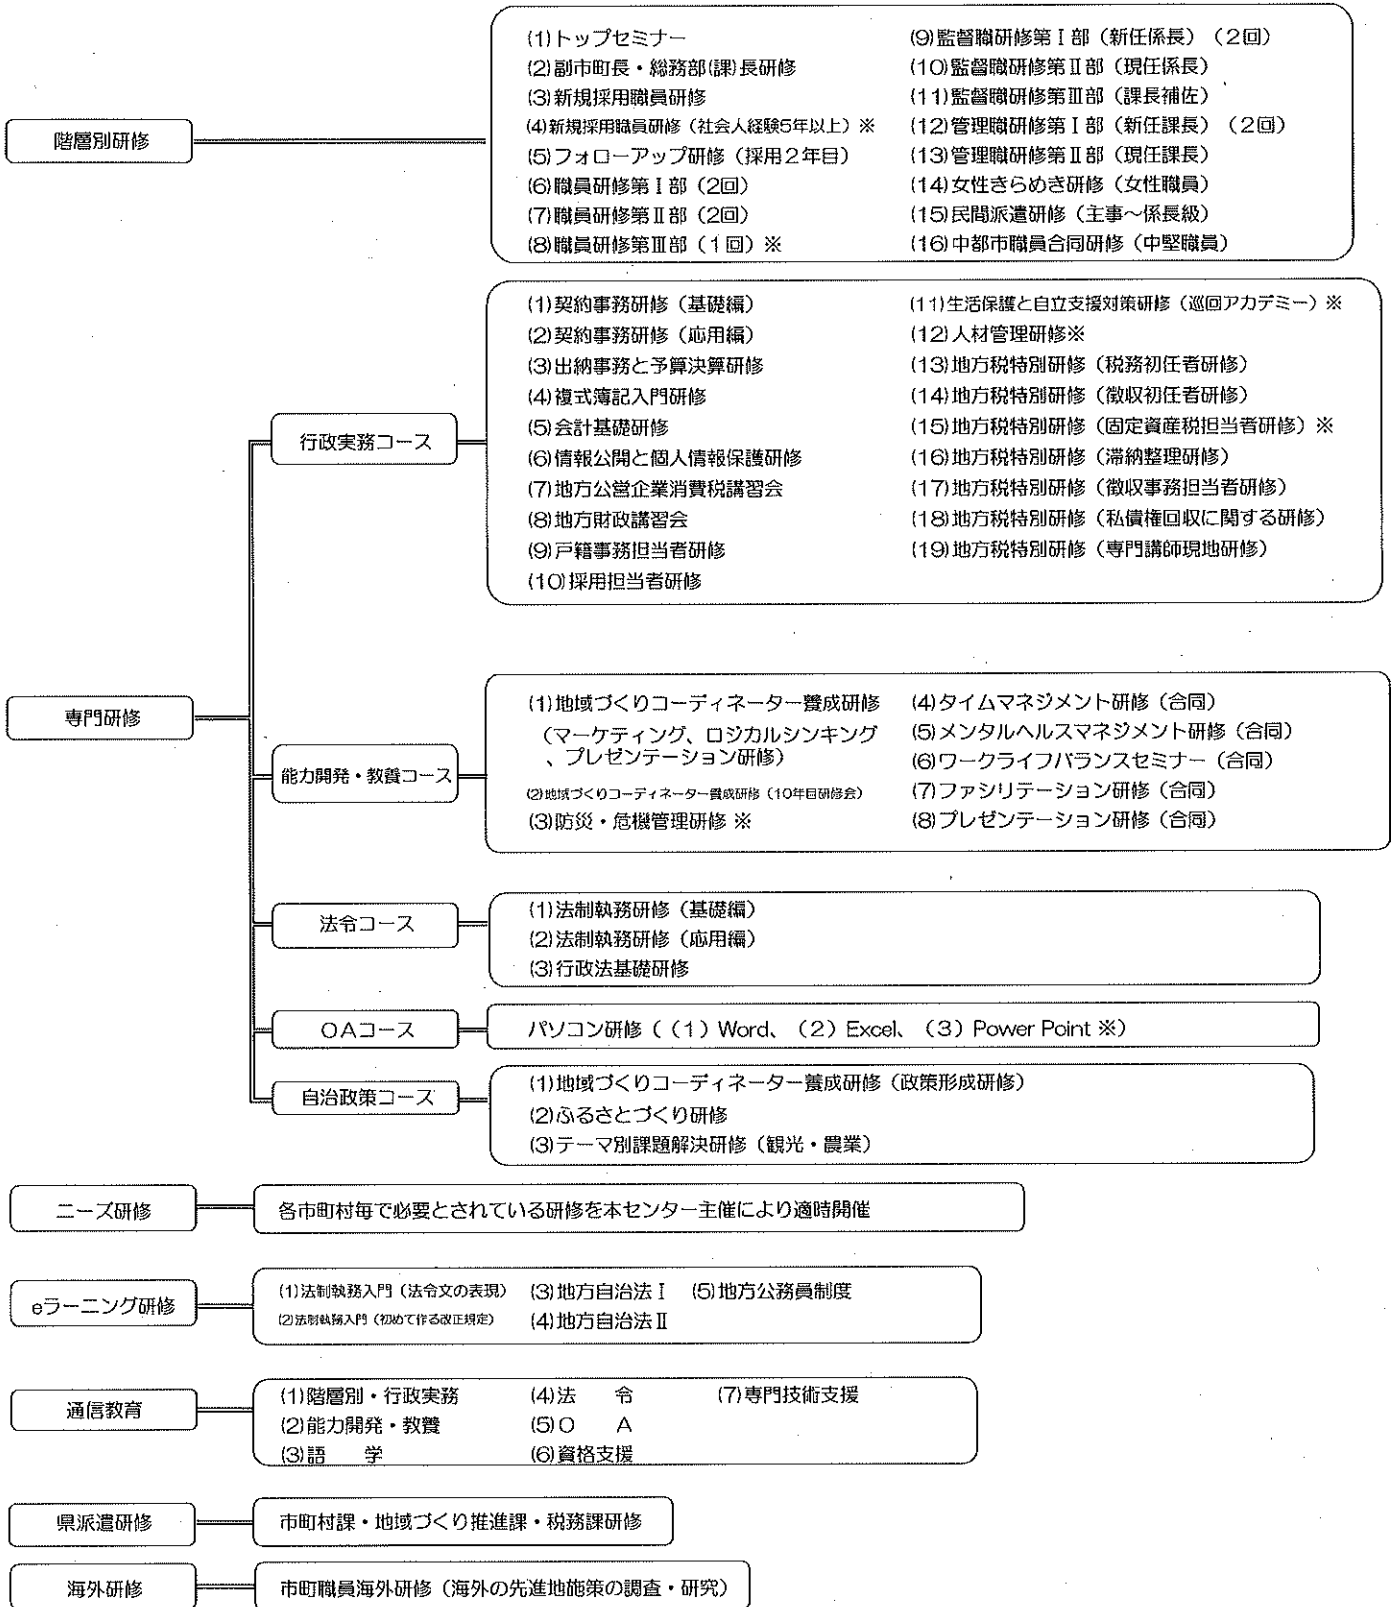 階層別研修
(1)トップセミナー
(2)副市町長・総務部(課)長研修
(3)新規採用職員研修
(4)新規採用職員研修（社会人経験5年以上）※
(5)フォローアップ研修（採用２年目）
(6)職員研修第Ⅰ部（2回）
(7)職員研修第Ⅱ部（2回）
(8)職員研修第Ⅲ部（１回）※
(9)監督職研修第Ⅰ部（新任係長）（２回）
(10)監督職研修第Ⅱ部（現任係長）
(11)監督職研修第Ⅲ部（課長補佐）
(12)管理職研修第Ⅰ部（新任課長）（２回）
(13)管理職研修第Ⅱ部（現任課長）
(14)女性きらめき研修（女性職員）
(15)民間派遣研修（主事～係長級）
(16)中都市職員合同研修（中堅職員）
専門研修
行政実務コース
(1)契約事務研修（基礎編）
(2)契約事務研修（応用編）
(3)出納事務と予算決算研修
(4)複式簿記入門研修
(5)会計基礎研修
(6)情報公開と個人情報保護研修
(7)地方公営企業消費税講習会
(8)地方財政講習会
(9)戸籍事務担当者研修
(10)採用担当者研修
(11)生活保護と自立支援対策研修（巡回アカデミー）※
(12)人材管理研修※
(13)地方税特別研修（税務初任者研修）
(14)地方税特別研修（徴収初任者研修）
(15)地方税特別研修（固定資産税担当者研修）※
(16)地方税特別研修（滞納整理研修）
(17)地方税特別研修（徴収事務担当者研修）
(18)地方税特別研修（私債権回収に関する研修）
(19)地方税特別研修（専門講師現地研修）
能力開発・教養コース
(1)地域づくりコーディネーター養成研修
（マーケティング、ロジカルシンキング
、プレゼンテーション研修）
(2)地域づくりコーディネーター養成研修（10年目研修会）
(3)防災・危機管理研修 ※
(4)タイムマネジメント研修（合同）
(5)メンタルヘルスマネジメント研修（合同）
(6)ワークライフバランスセミナー（合同）
(7)ファシリテーション研修（合同）
(8)プレゼンテーション研修（合同）
法令コース
(1)法制執務研修（基礎編）
(2)法制執務研修（応用編）
(3)行政法基礎研修
OAコース
パソコン研修（（1）Word、（2）Excel、（3）Power Point ※）
自治政策コース
(1)地域づくりコーディネーター養成研修（政策形成研修）
(2)ふるさとづくり研修
(3)テーマ別課題解決研修（観光・農業）
ニーズ研修
各市町村毎で必要とされている研修を本センター主催により適時開催
eラーニング研修
(1)法制執務入門（法令文の表現）
(2)法制執務入門（初めて作る改正規定）
(3)地方自治法Ⅰ
(4)地方自治法Ⅱ
(5)地方公務員制度
通信教育
(1)階層別・行政実務
(2)能力開発・教養
(3)語　　学
(4)法　　令
(5)O　　A
(6)資格支援
(7)専門技術支援
県派遣研修
市町村課・地域づくり推進課・税務課研修
海外研修
市町職員海外研修（海外の先進地施策の調査・研究）